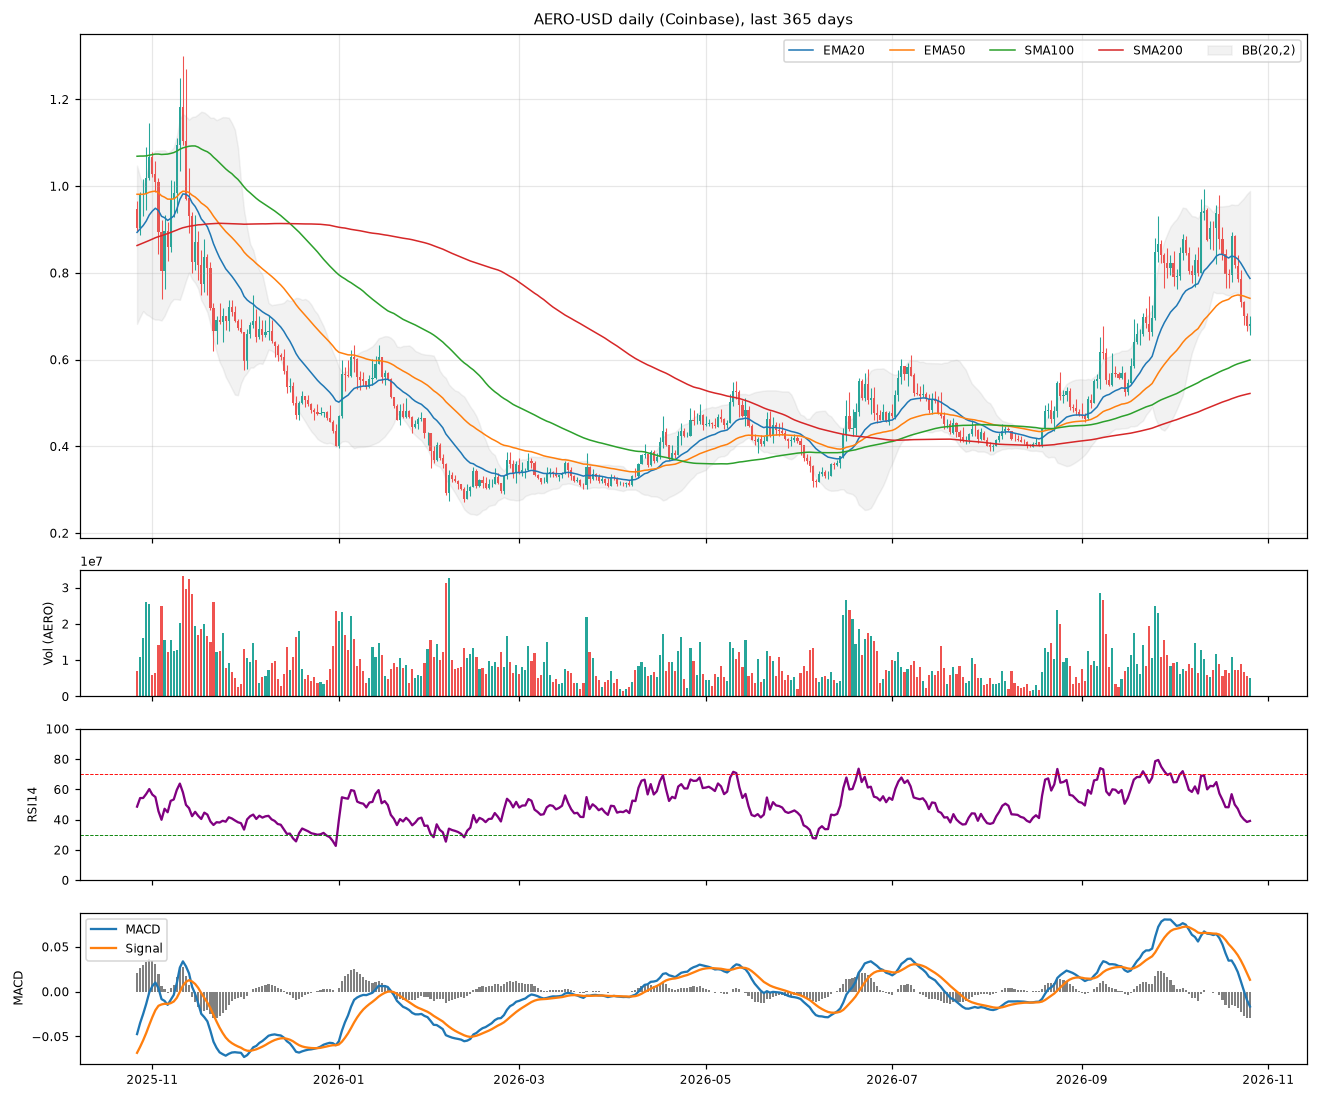 AERO-USD daily (Coinbase), last 365 days
EMA20 EMA50 SMA100 SMA200 BB(20,2)
1.2
1.0
0.8
0.6
0.4
0.2
1e7
3
2
1
0
Vol (AERO)
100
80
60
40
20
0
RSI14
MACD
Signal
0.05
0.00
−0.05
MACD
2025-11 2026-01 2026-03 2026-05 2026-07 2026-09 2026-11